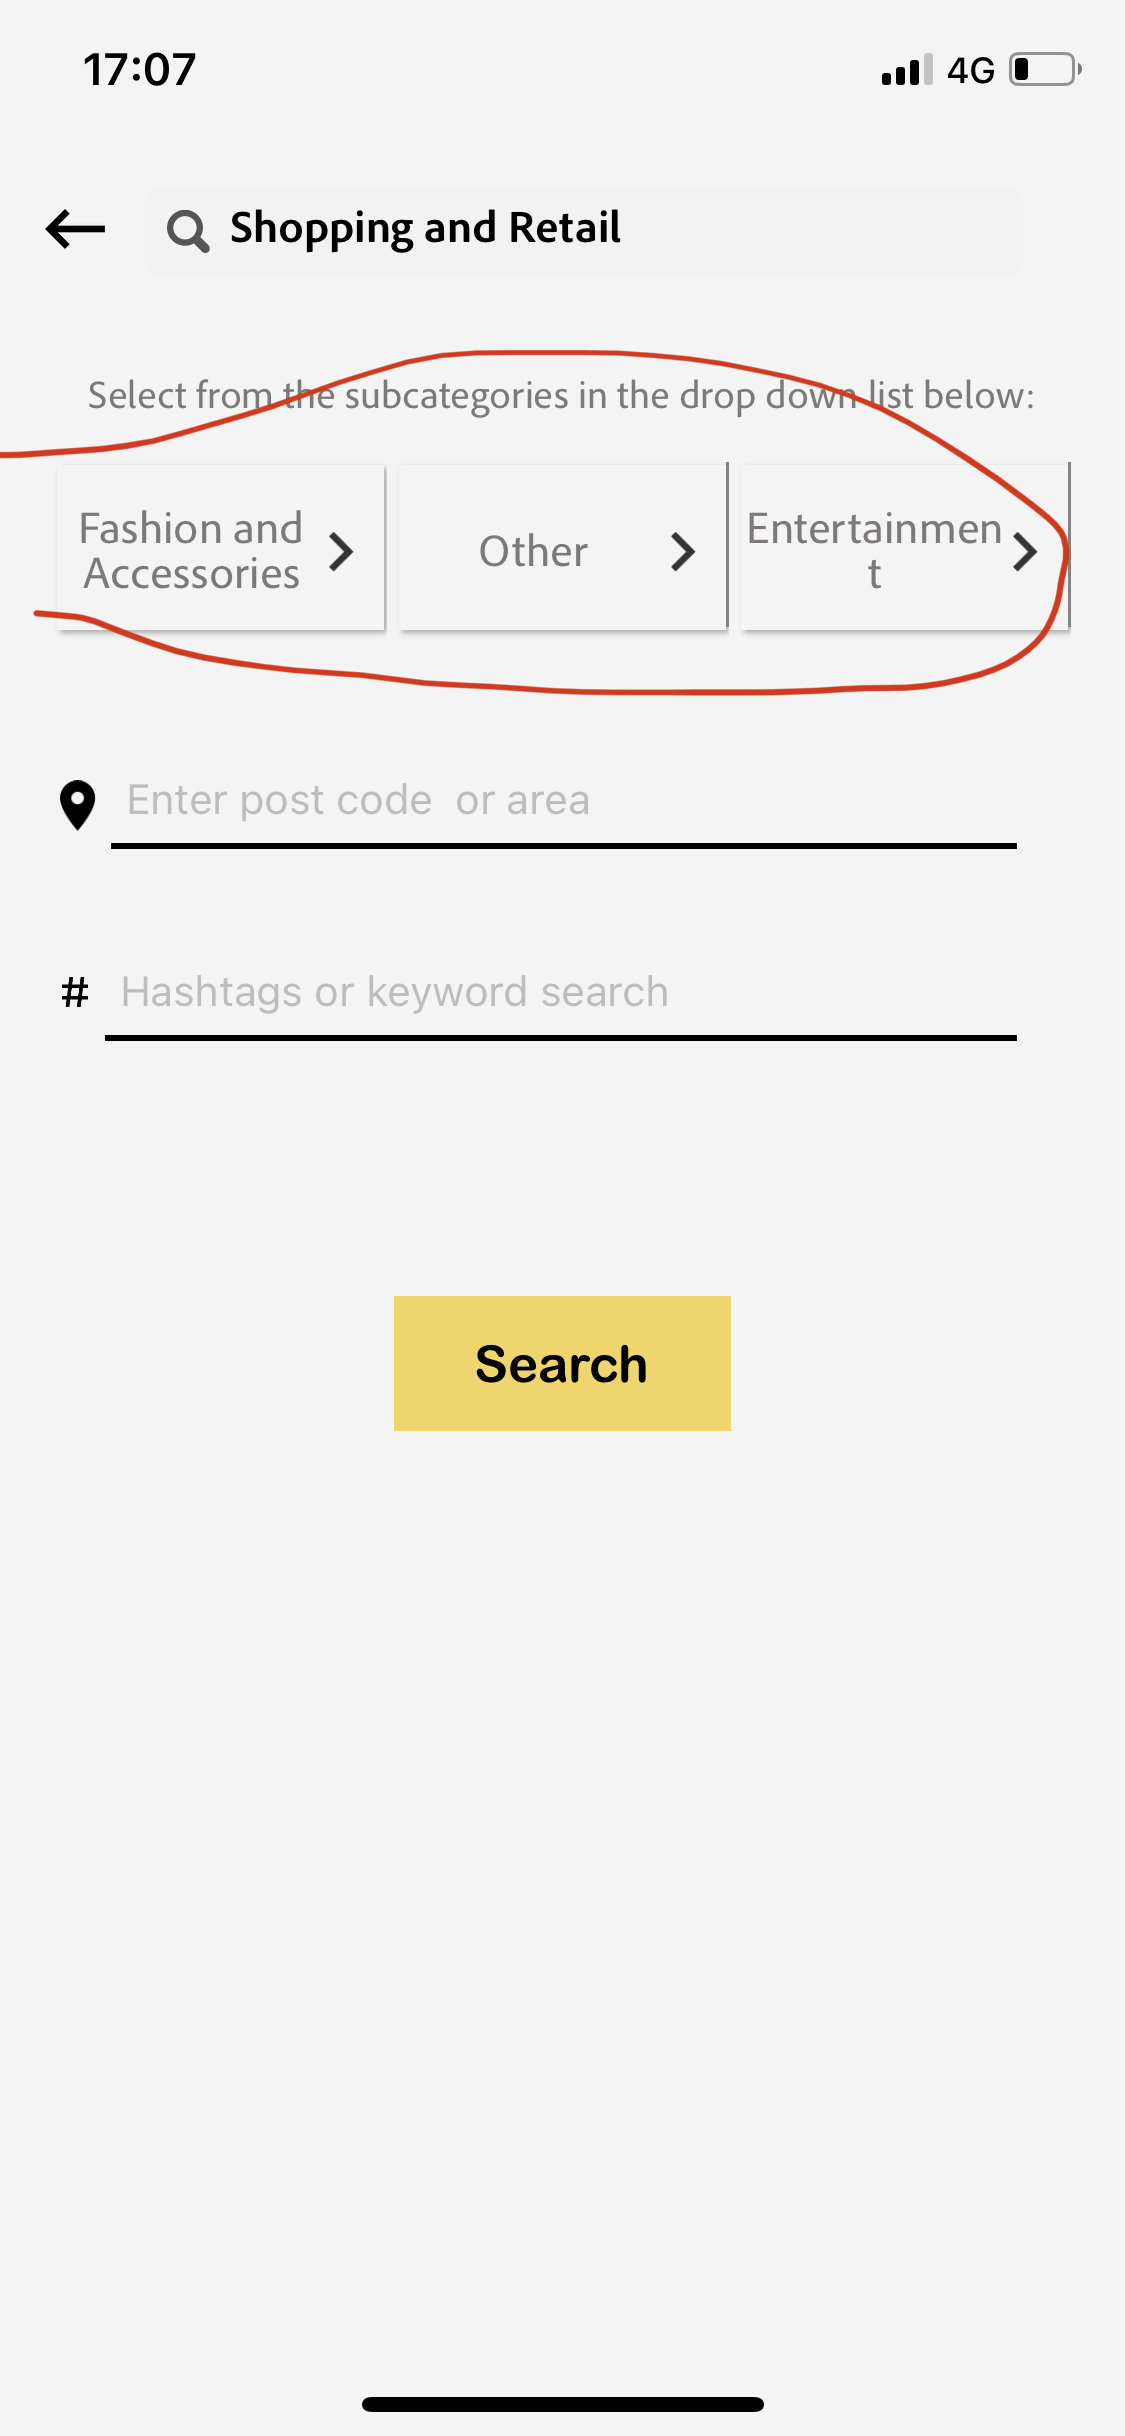 17:07
4G
Shopping and Retail
Select from the subcategories in the drop down list below:
Fashion and
Accessories
Other
Entertainmen
t
Enter post code  or area
# Hashtags or keyword search
Search